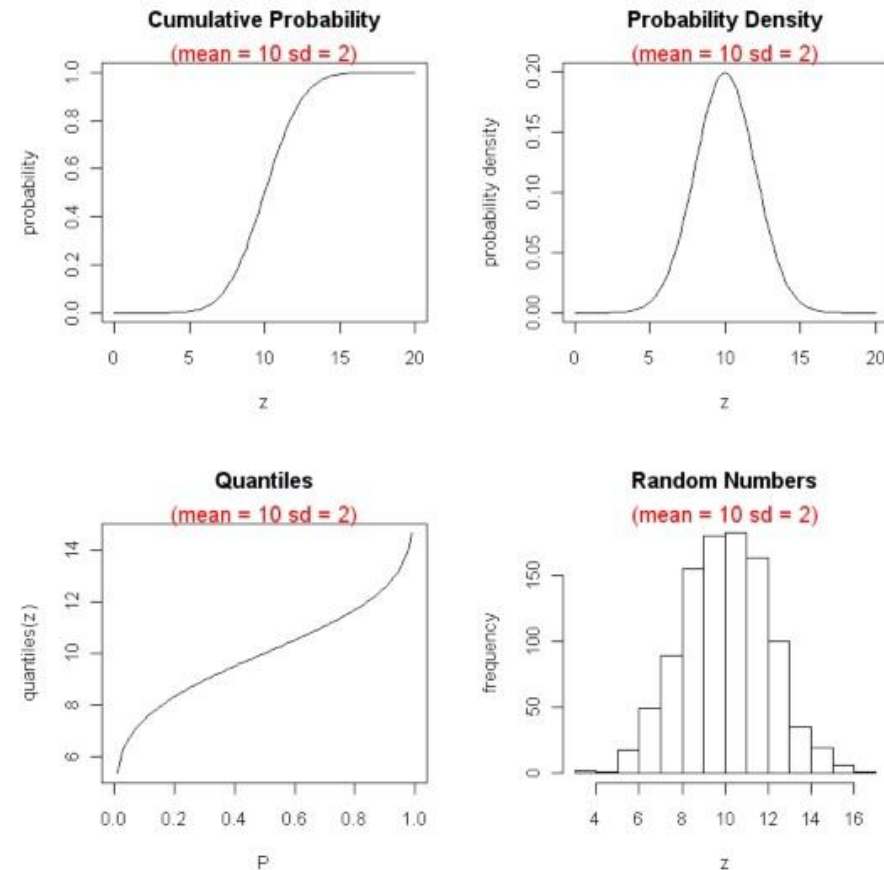 Cumulative Probability
(mean = 10 sd = 2)
probability
0.0 0.2 0.4 0.6 0.8 1.0
0 5 10 15 20
z
Probability Density
(mean = 10 sd = 2)
probability density
0.00 0.05 0.10 0.15 0.20
0 5 10 15 20
z
Quantiles
(mean = 10 sd = 2)
quantiles(z)
6 8 10 12 14
0.0 0.2 0.4 0.6 0.8 1.0
P
Random Numbers
(mean = 10 sd = 2)
frequency
0 50 100 150
4 6 8 10 12 14 16
z